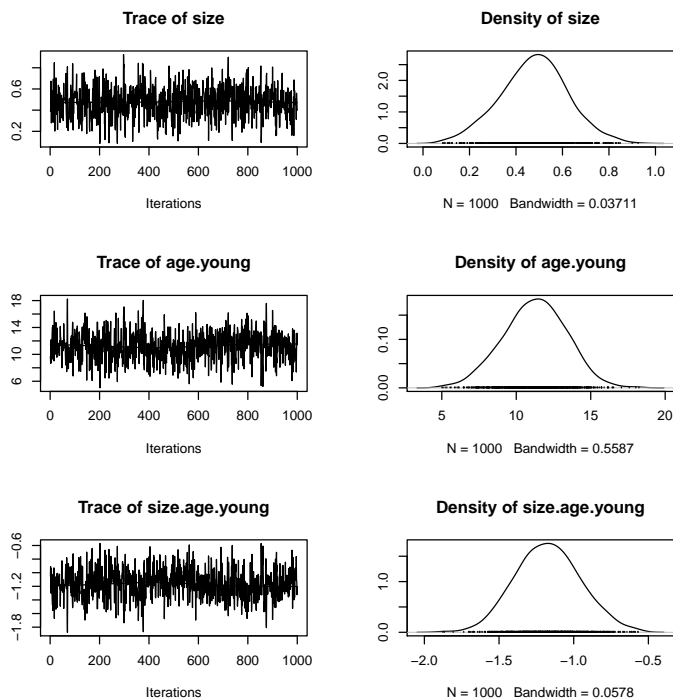 Trace of size
0.2 0.6
0 200 400 600 800 1000
Iterations
Density of size
0.0 1.0 2.0
0.0 0.2 0.4 0.6 0.8 1.0
N = 1000 Bandwidth = 0.03711
Trace of age.young
6 10 14 18
0 200 400 600 800 1000
Iterations
Density of age.young
0.00 0.10
5 10 15 20
N = 1000 Bandwidth = 0.5587
Trace of size.age.young
−1.8 −1.2 −0.6
0 200 400 600 800 1000
Iterations
Density of size.age.young
0.0 1.0
−2.0 −1.5 −1.0 −0.5
N = 1000 Bandwidth = 0.0578